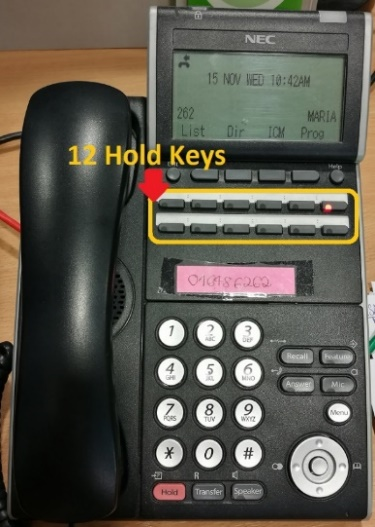 NEC
15 NOV WED 10:42AM
262 MARIA
List Dir ICM Prog
12 Hold Keys
Help
1 2 ABC 3 DEF
Recall Feature
4 GHI 5 JKL 6 MNO
Answer Mic
7 PQRS 8 TUV 9 WXYZ
Menu
* 0 #
R
Hold Transfer Speaker